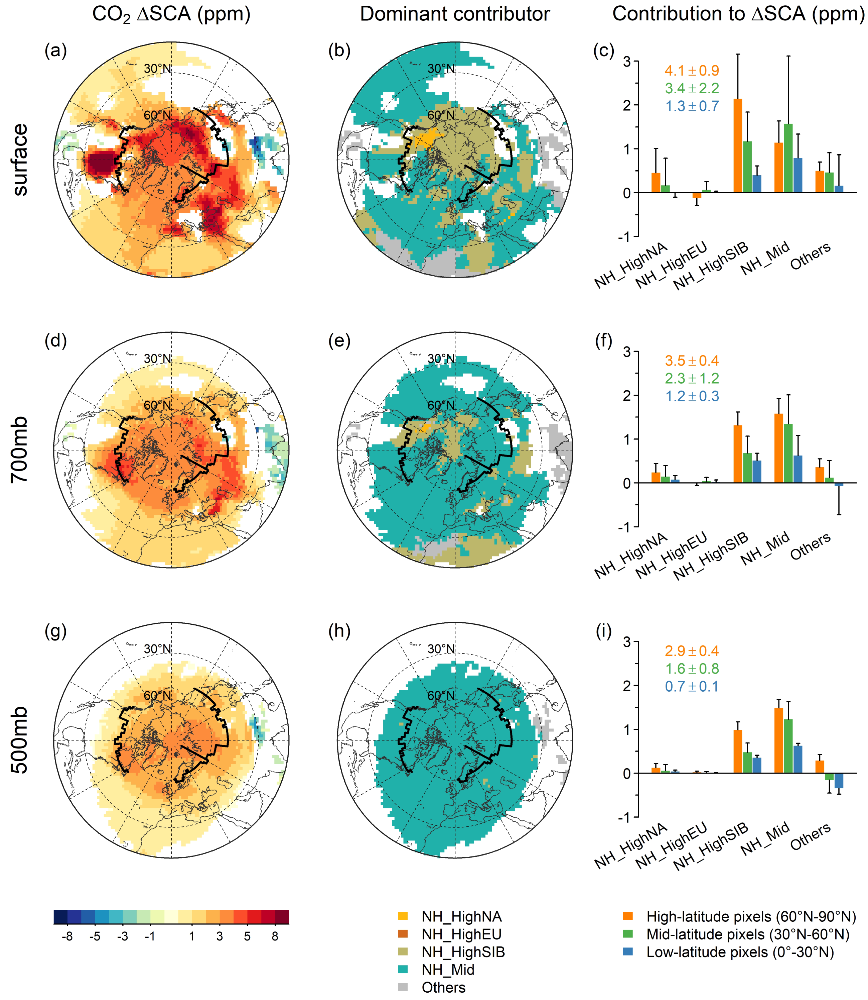 CO₂ ΔSCA (ppm)
Dominant contributor
Contribution to ΔSCA (ppm)
surface
(a)
30°N
60°N
(b)
30°N
60°N
(c)
3
2
1
0
-1
4.1±0.9
3.4±2.2
1.3±0.7
NH_HighNA
NH_HighEU
NH_HighSIB
NH_Mid
Others
700mb
(d)
30°N
60°N
(e)
30°N
60°N
(f)
3
2
1
0
-1
3.5±0.4
2.3±1.2
1.2±0.3
NH_HighNA
NH_HighEU
NH_HighSIB
NH_Mid
Others
500mb
(g)
30°N
60°N
(h)
30°N
60°N
(i)
3
2
1
0
-1
2.9±0.4
1.6±0.8
0.7±0.1
NH_HighNA
NH_HighEU
NH_HighSIB
NH_Mid
Others
-8 -5 -3 -1 1 3 5 8
NH_HighNA
NH_HighEU
NH_HighSIB
NH_Mid
Others
High-latitude pixels (60°N-90°N)
Mid-latitude pixels (30°N-60°N)
Low-latitude pixels (0°-30°N)